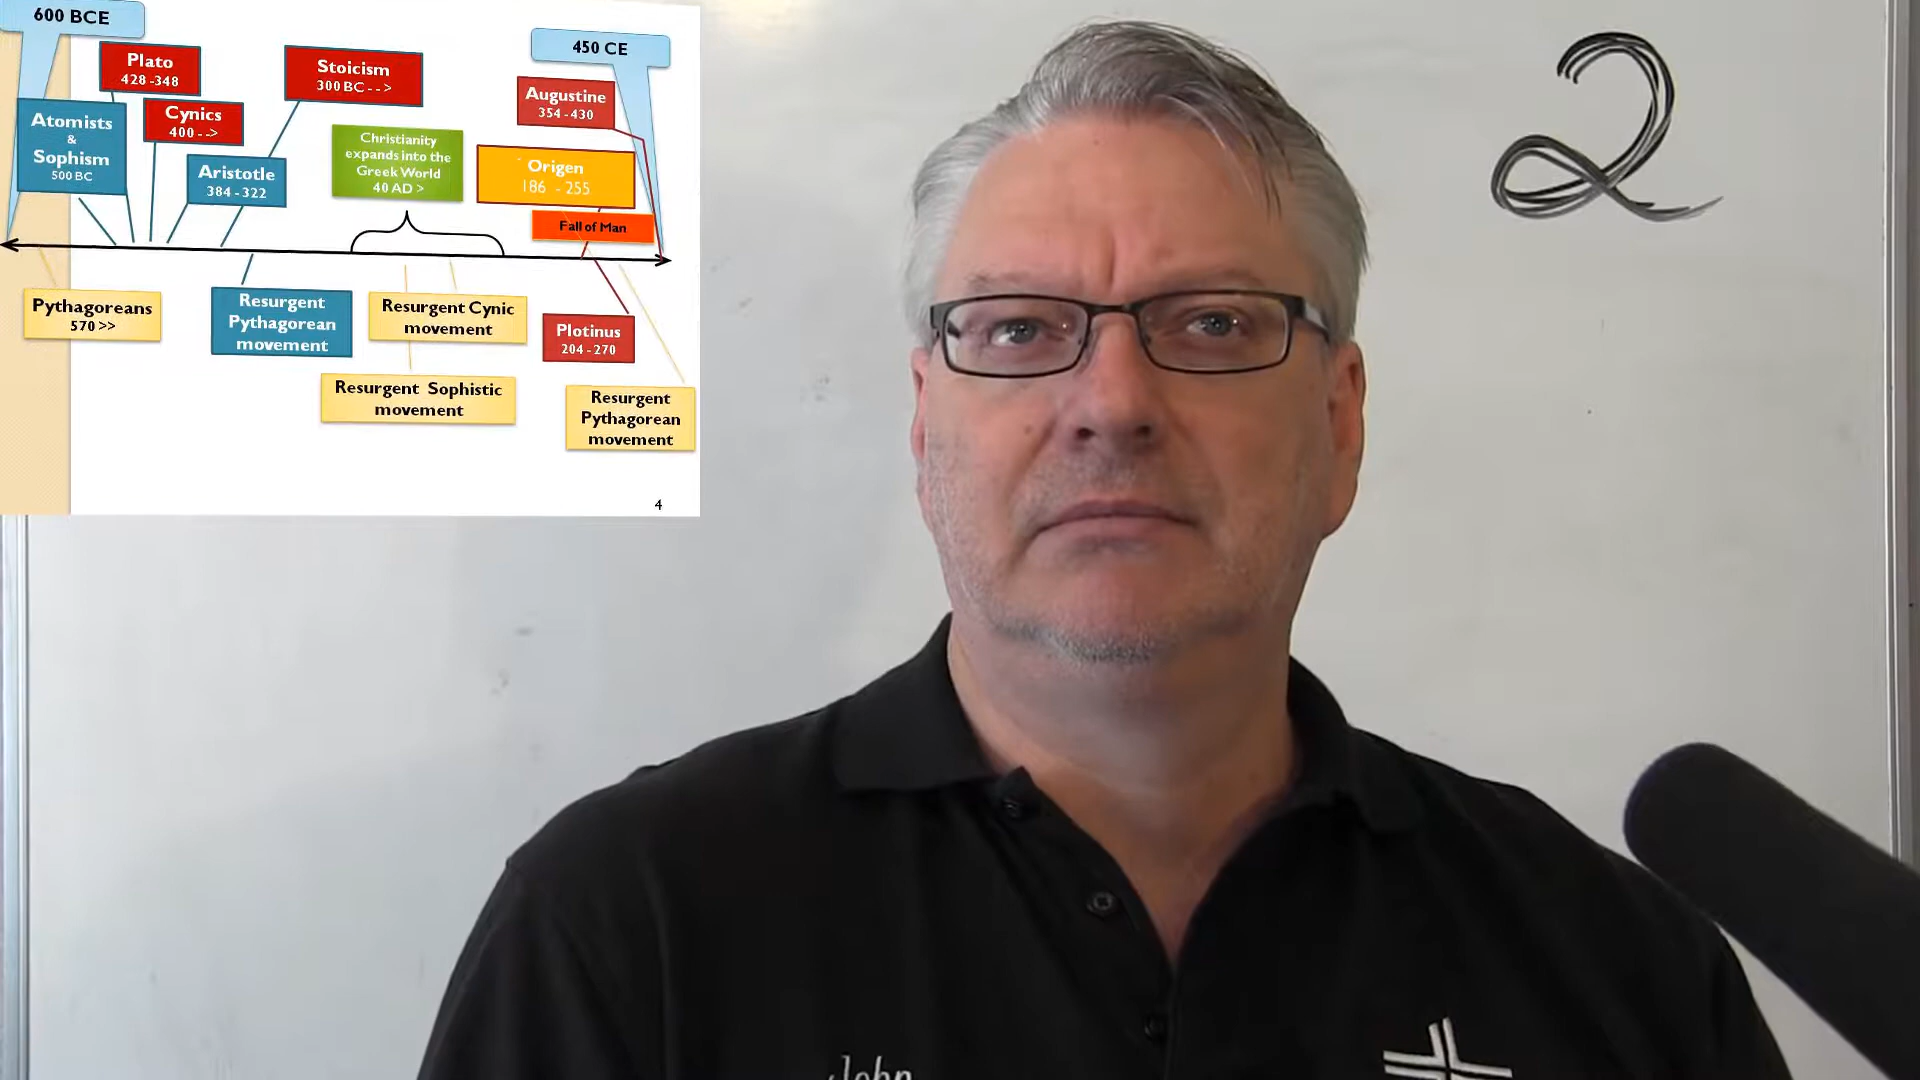 600 BCE
450 CE
Plato
428 -348
Stoicism
300 BC - - >
Augustine
354 - 430
Cynics
400 - ->
Atomists
&
Sophism
500 BC
Christianity
expands into the
Greek World
40 AD >
Aristotle
384 - 322
Origen
186 - 255
Fall of Man
Pythagoreans
570 >>
Resurgent
Pythagorean
movement
Resurgent Cynic
movement
Plotinus
204 - 270
Resurgent Sophistic
movement
Resurgent
Pythagorean
movement
4
2
John